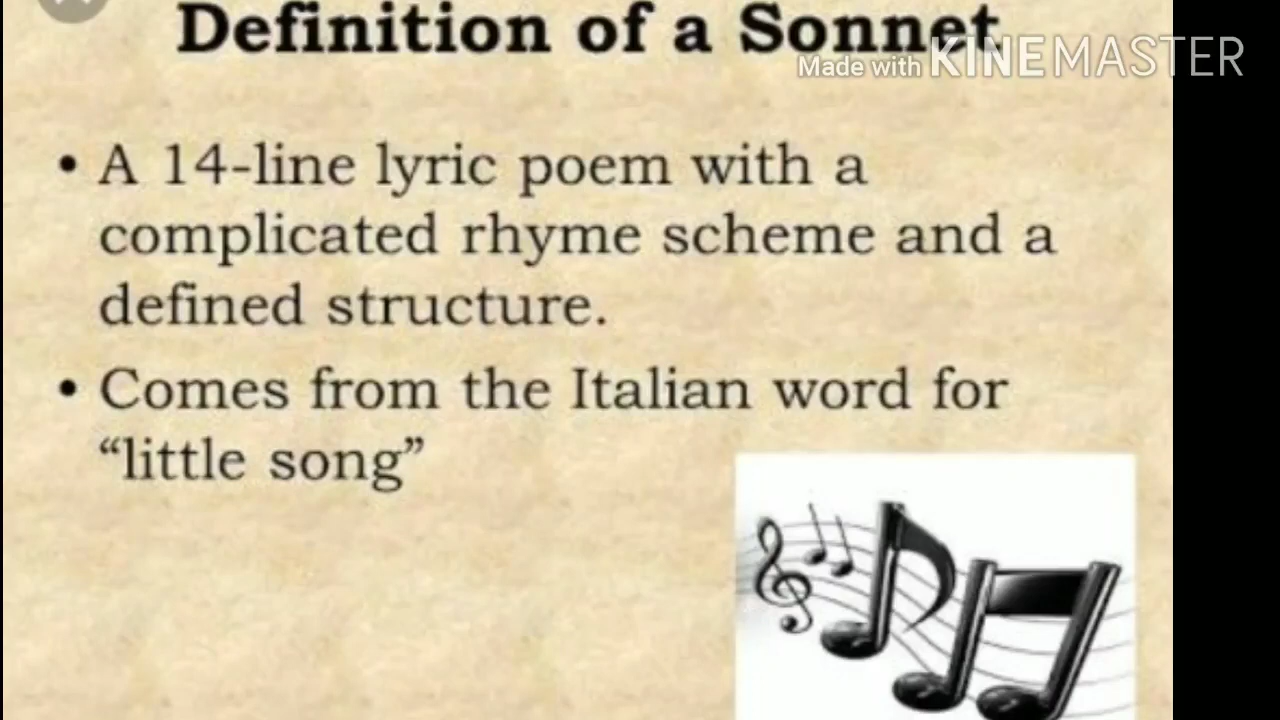 Definition of a Sonnet
Made with KINEMASTER
• A 14-line lyric poem with a
complicated rhyme scheme and a
defined structure.
• Comes from the Italian word for
“little song”